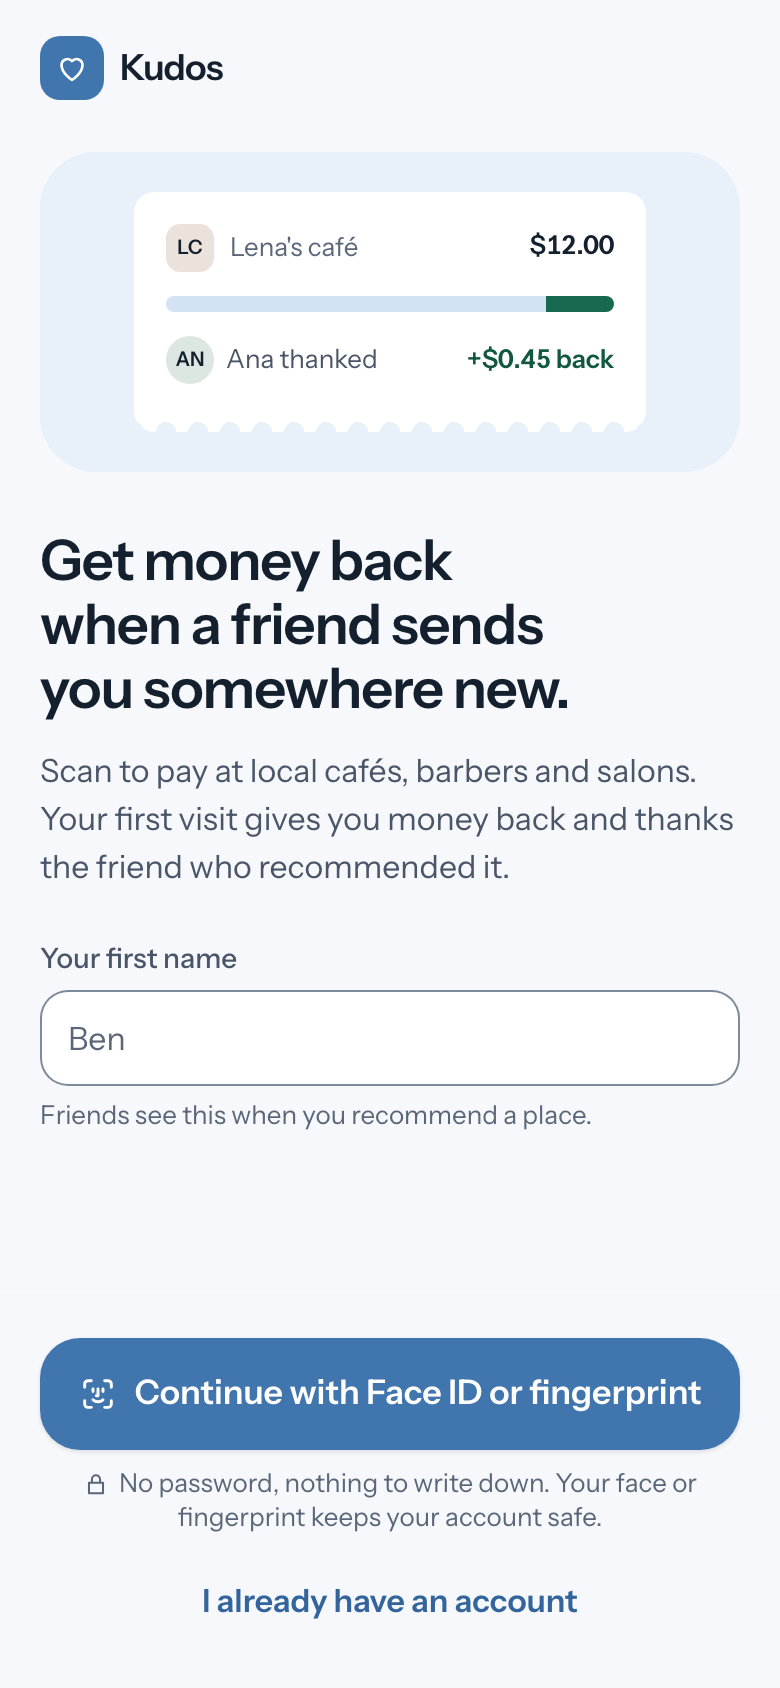 Kudos
LC Lena's café $12.00
AN Ana thanked +$0.45 back
Get money back
when a friend sends
you somewhere new.
Scan to pay at local cafés, barbers and salons.
Your first visit gives you money back and thanks
the friend who recommended it.
Your first name
Ben
Friends see this when you recommend a place.
Continue with Face ID or fingerprint
No password, nothing to write down. Your face or
fingerprint keeps your account safe.
I already have an account